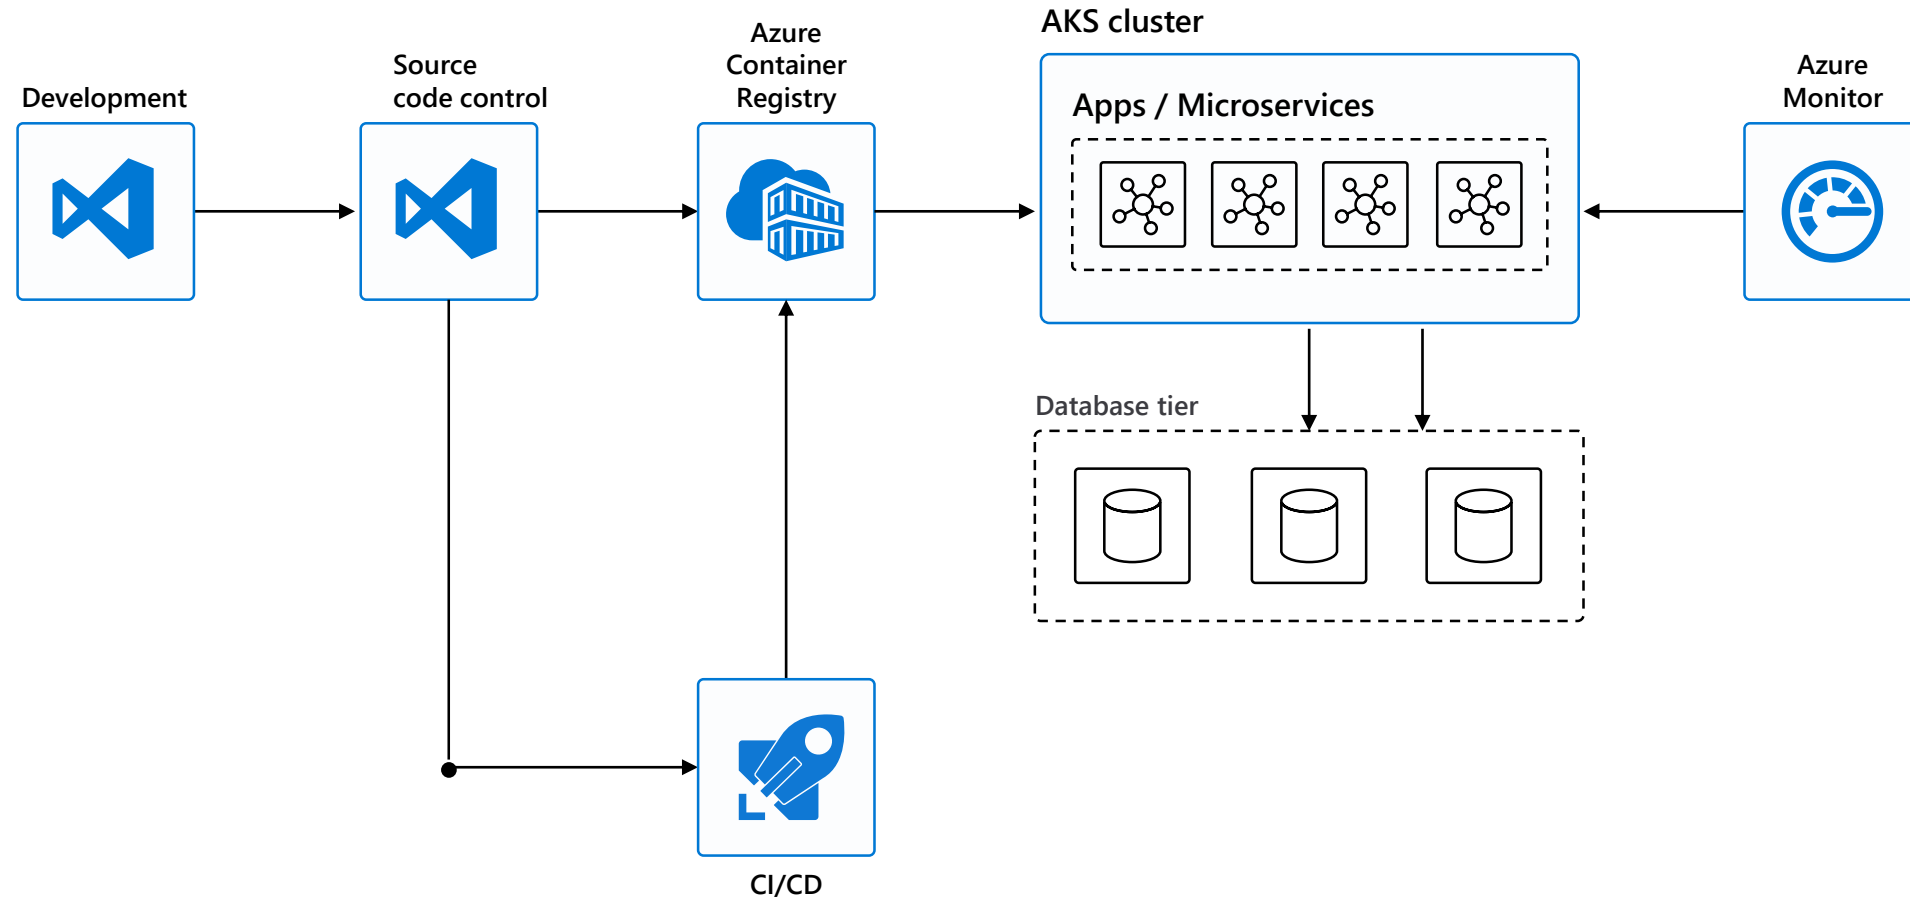 Development
Source
code control
Azure
Container
Registry
AKS cluster
Apps / Microservices
Azure
Monitor
Database tier
CI/CD